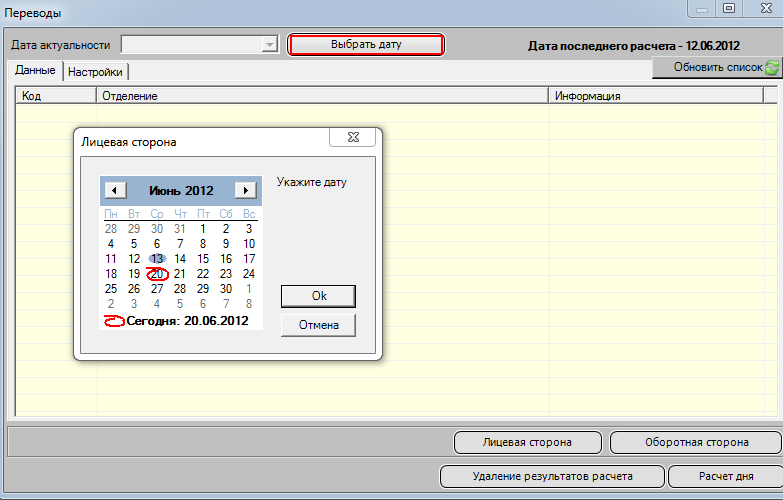 Переводы
Дата актуальности
Выбрать дату
Дата последнего расчета - 12.06.2012
Данные
Настройки
Обновить список
Код Отделение Информация
Лицевая сторона
Июнь 2012
Укажите дату
Пн Вт Ср Чт Пт Сб Вс
28 29 30 31 1 2 3
4 5 6 7 8 9 10
11 12 13 14 15 16 17
18 19 20 21 22 23 24
25 26 27 28 29 30 1
2 3 4 5 6 7 8
Сегодня: 20.06.2012
Ok
Отмена
Лицевая сторона
Оборотная сторона
Удаление результатов расчета
Расчет дня